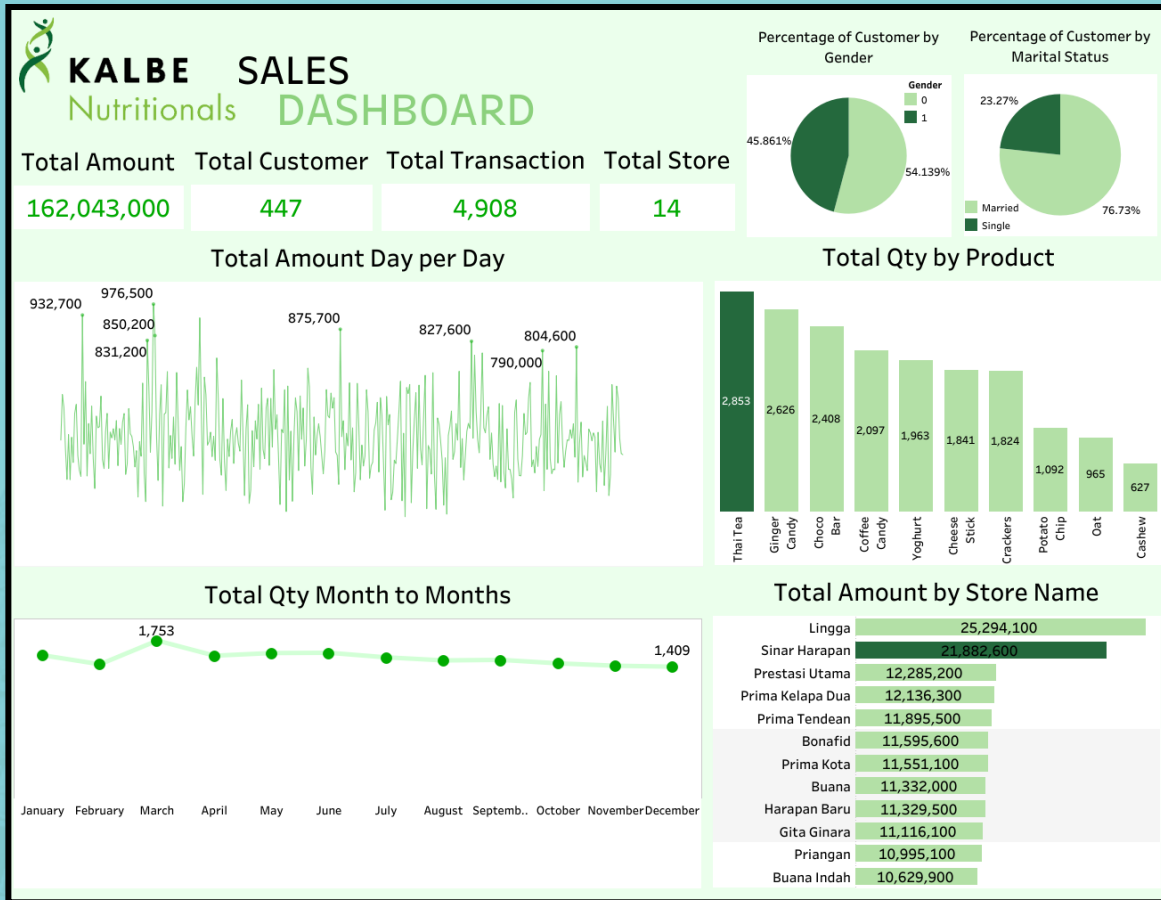 KALBE
Nutritionals
SALES
DASHBOARD
Total Amount
162,043,000
Total Customer
447
Total Transaction
4,908
Total Store
14
Percentage of Customer by
Gender
Gender
0
1
45.861%
54.139%
Percentage of Customer by
Marital Status
23.27%
76.73%
Married
Single
Total Amount Day per Day
932,700
976,500
850,200
831,200
875,700
827,600
790,000
804,600
Total Qty by Product
2,853
2,626
2,408
2,097
1,963
1,841
1,824
1,092
965
627
Thai Tea
Ginger
Candy
Choco
Bar
Coffee
Candy
Yoghurt
Cheese
Stick
Crackers
Potato
Chip
Oat
Cashew
Total Qty Month to Months
1,753
1,409
January February March April May June July August Septemb.. October November December
Total Amount by Store Name
Lingga 25,294,100
Sinar Harapan 21,882,600
Prestasi Utama 12,285,200
Prima Kelapa Dua 12,136,300
Prima Tendean 11,895,500
Bonafid 11,595,600
Prima Kota 11,551,100
Buana 11,332,000
Harapan Baru 11,329,500
Gita Ginara 11,116,100
Priangan 10,995,100
Buana Indah 10,629,900